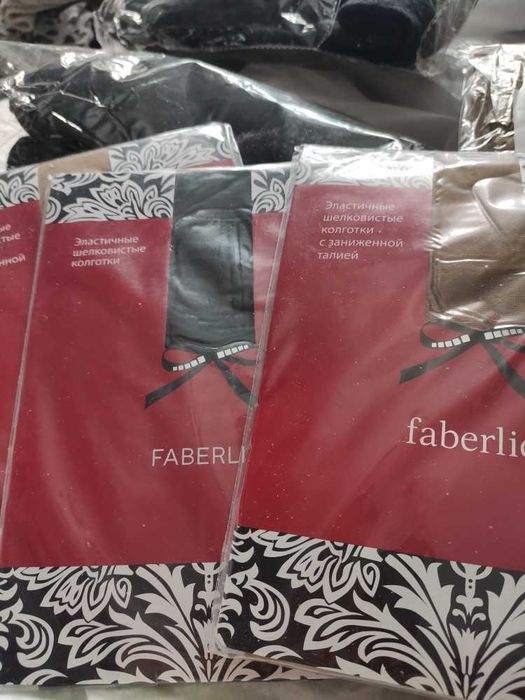 Эластичные
шелковистые
колготки
FABERLI
Эластичные
шелковистые
колготки
с заниженной
талией
faberlic